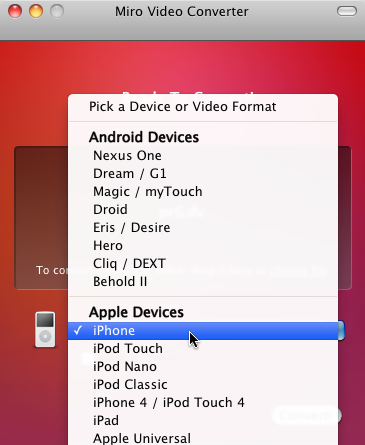 Miro Video Converter
Pick a Device or Video Format
Android Devices
Nexus One
Dream / G1
Magic / myTouch
Droid
Eris / Desire
Hero
Cliq / DEXT
Behold II
To con
Apple Devices
✓ iPhone
iPod Touch
iPod Nano
iPod Classic
iPhone 4 / iPod Touch 4
iPad
Apple Universal